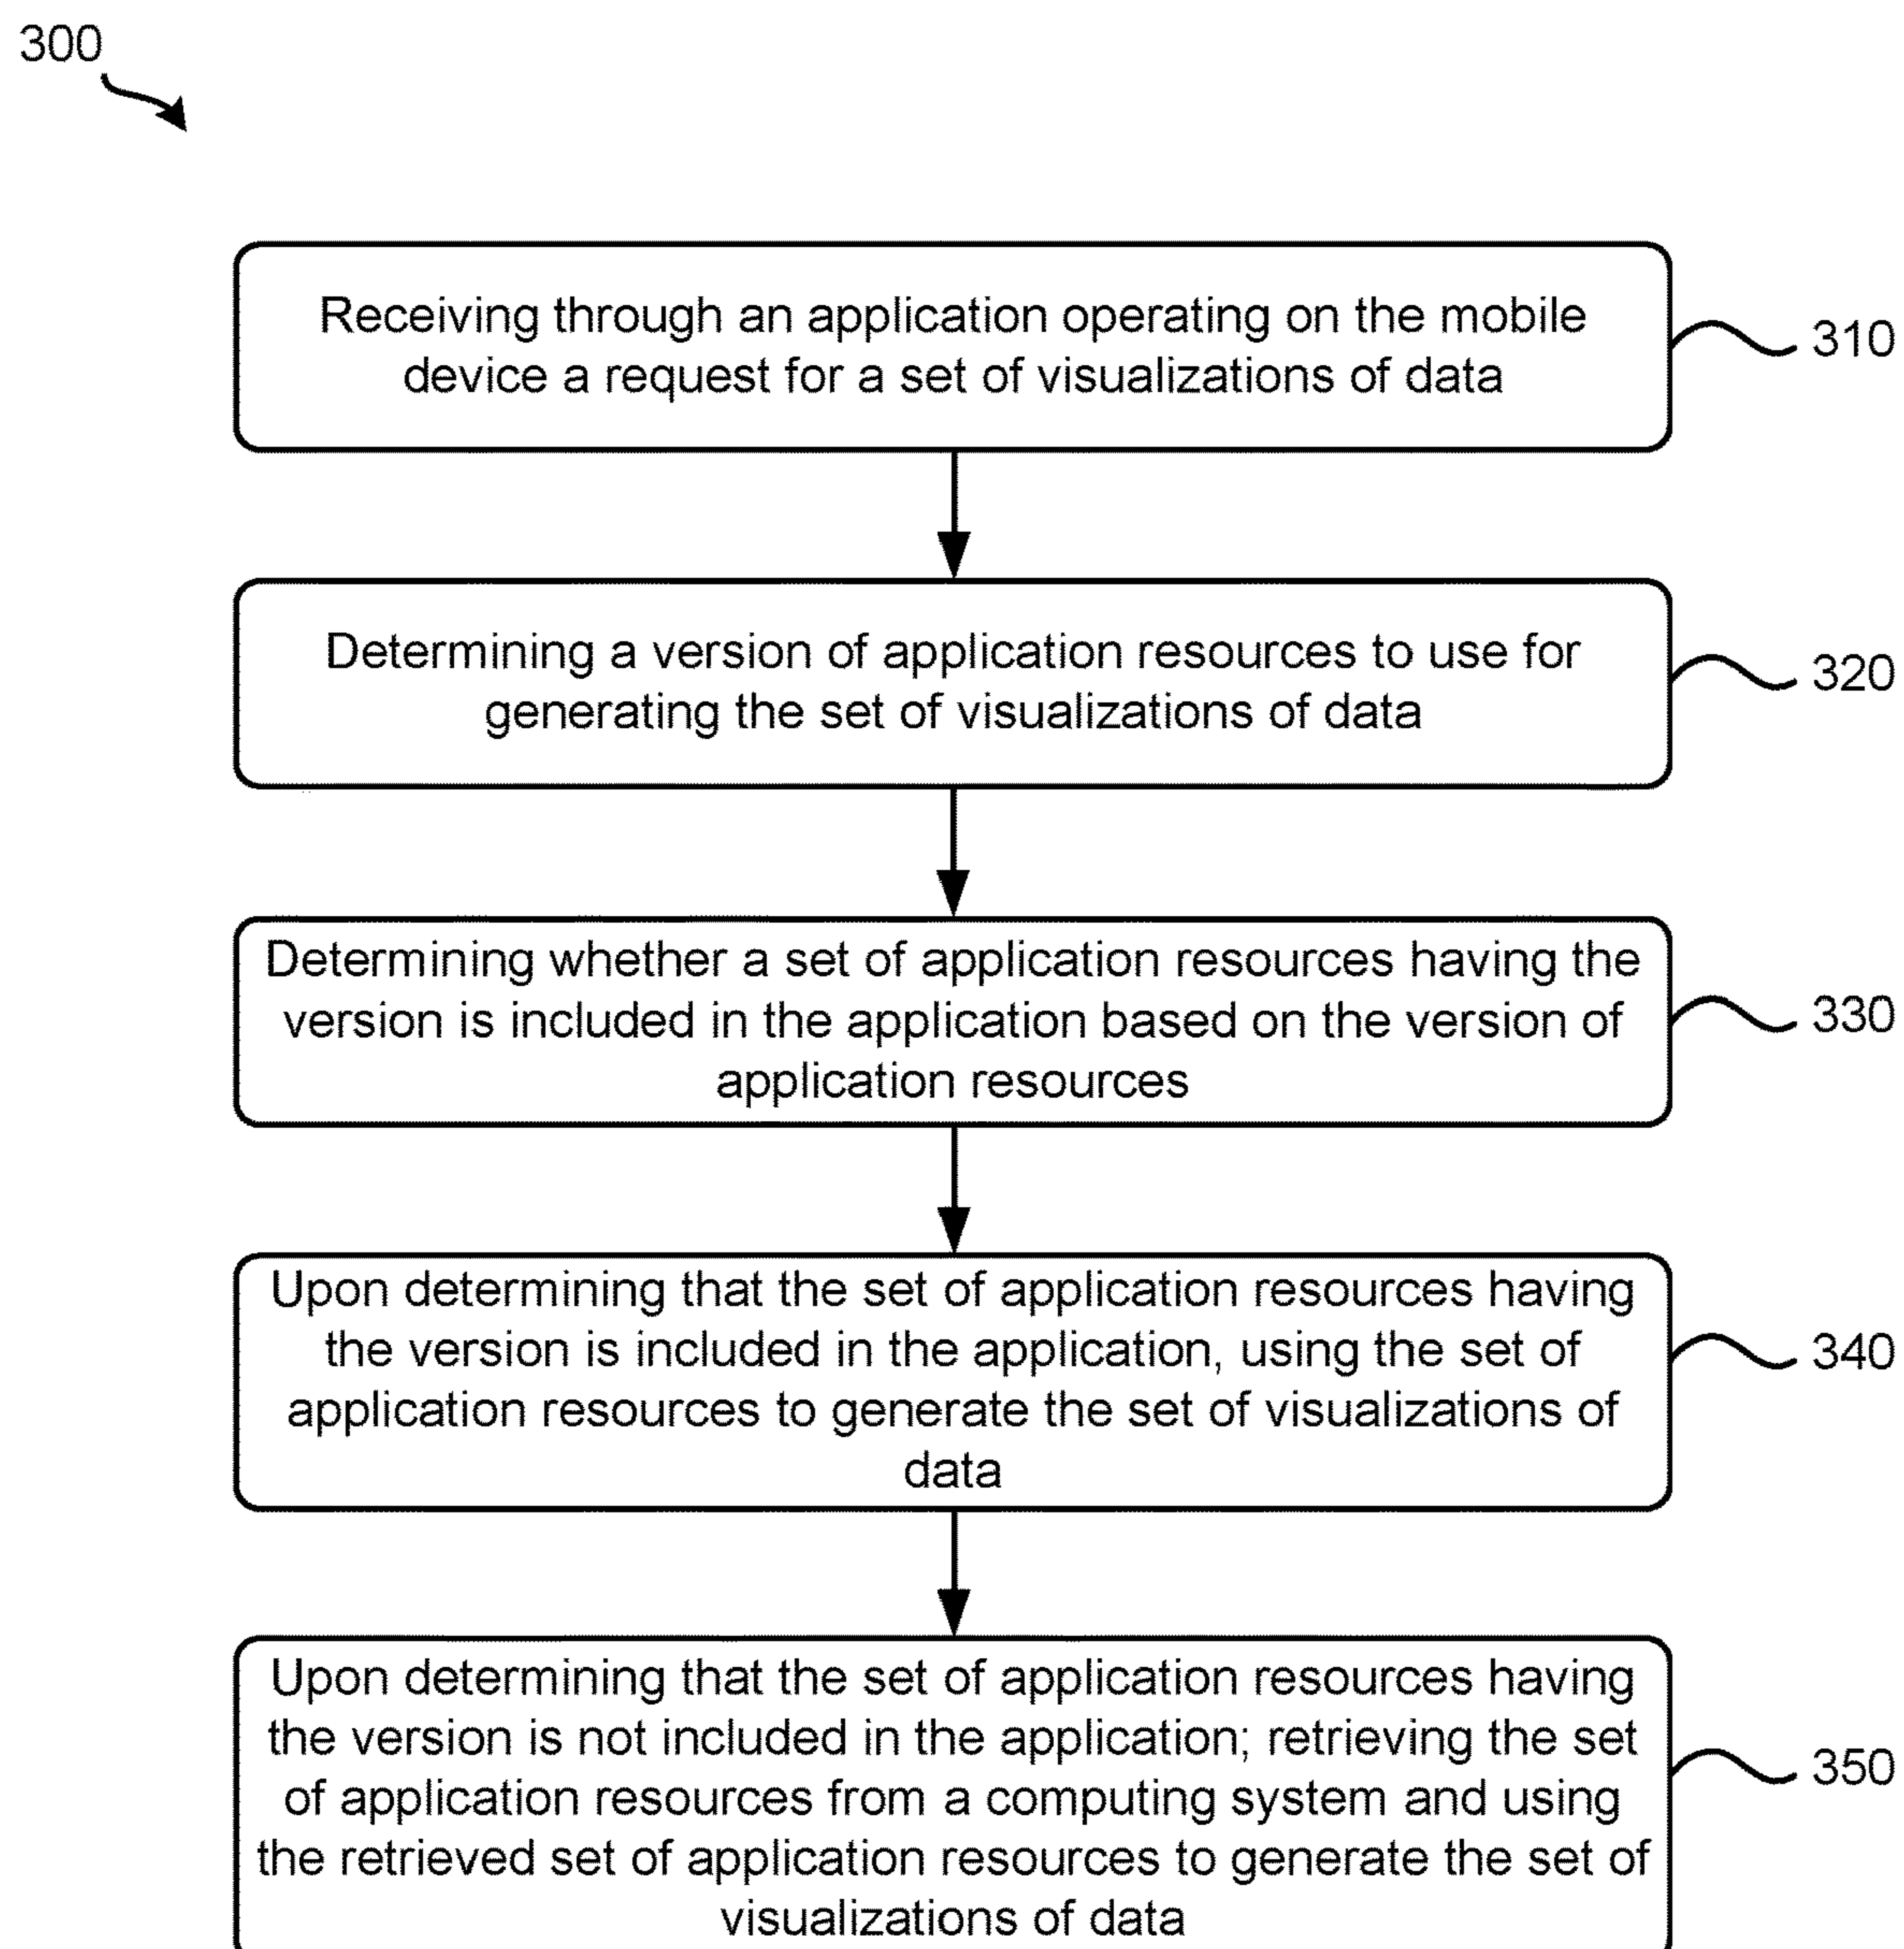 300
Receiving through an application operating on the mobile
device a request for a set of visualizations of data
310
Determining a version of application resources to use for
generating the set of visualizations of data
320
Determining whether a set of application resources having the
version is included in the application based on the version of
application resources
330
Upon determining that the set of application resources having
the version is included in the application, using the set of
application resources to generate the set of visualizations of
data
340
Upon determining that the set of application resources having
the version is not included in the application; retrieving the set
of application resources from a computing system and using
the retrieved set of application resources to generate the set of
visualizations of data
350